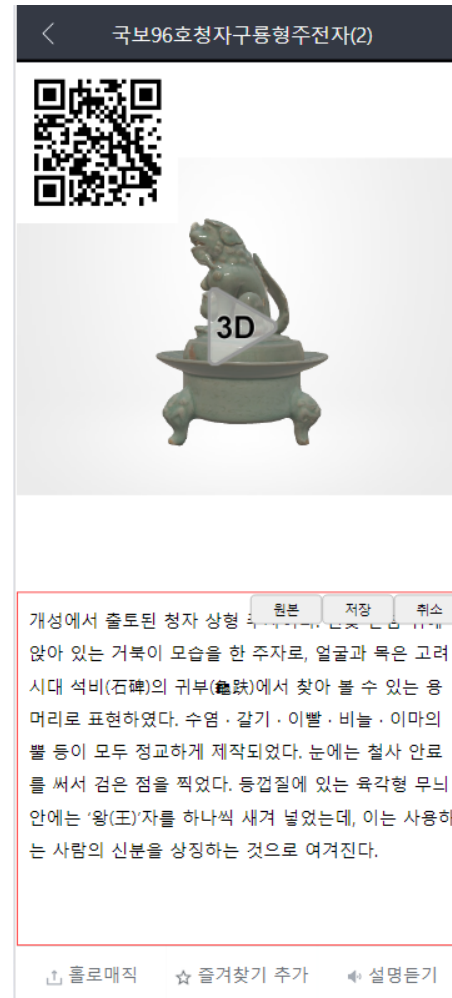 국보96호청자구룡형주전자(2)
3D
원본 저장 취소
개성에서 출토된 청자 상형
앉아 있는 거북이 모습을 한 주자로, 얼굴과 목은 고려
시대 석비(石碑)의 귀부(龜趺)에서 찾아 볼 수 있는 용
머리로 표현하였다. 수염 · 갈기 · 이빨 · 비늘 · 이마의
뿔 등이 모두 정교하게 제작되었다. 눈에는 철사 안료
를 써서 검은 점을 찍었다. 등껍질에 있는 육각형 무늬
안에는 ‘왕(王)’자를 하나씩 새겨 넣었는데, 이는 사용하
는 사람의 신분을 상징하는 것으로 여겨진다.
홀로매직 즐겨찾기 추가 설명듣기